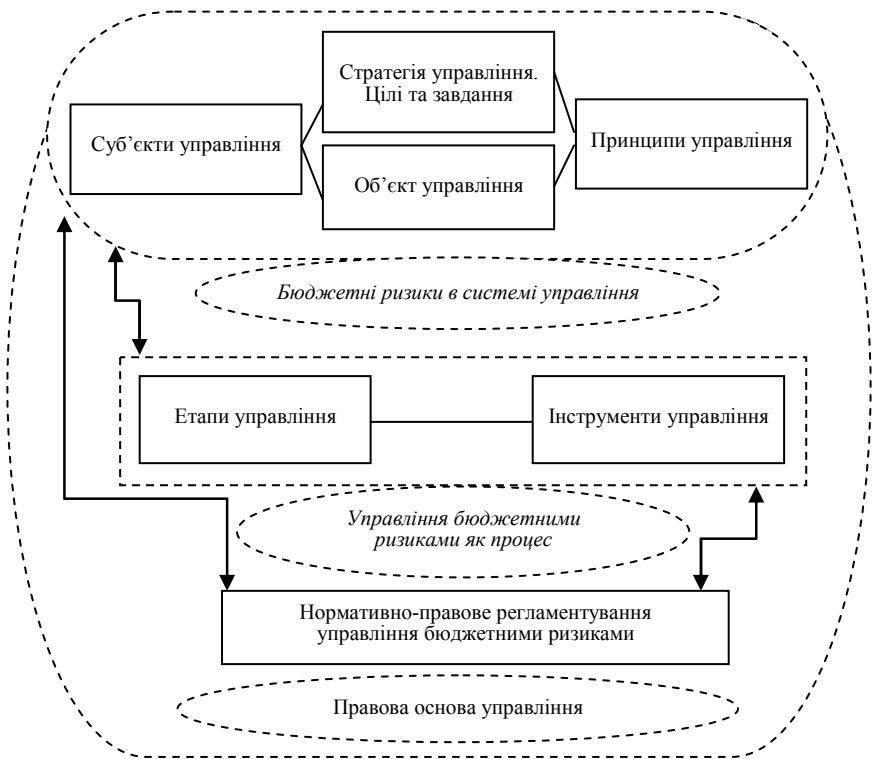 Стратегія управління.
Цілі та завдання
Суб’єкти управління
Принципи управління
Об’єкт управління
Бюджетні ризики в системі управління
Етапи управління
Інструменти управління
Управління бюджетними
ризиками як процес
Нормативно-правове регламентування
управління бюджетними ризиками
Правова основа управління